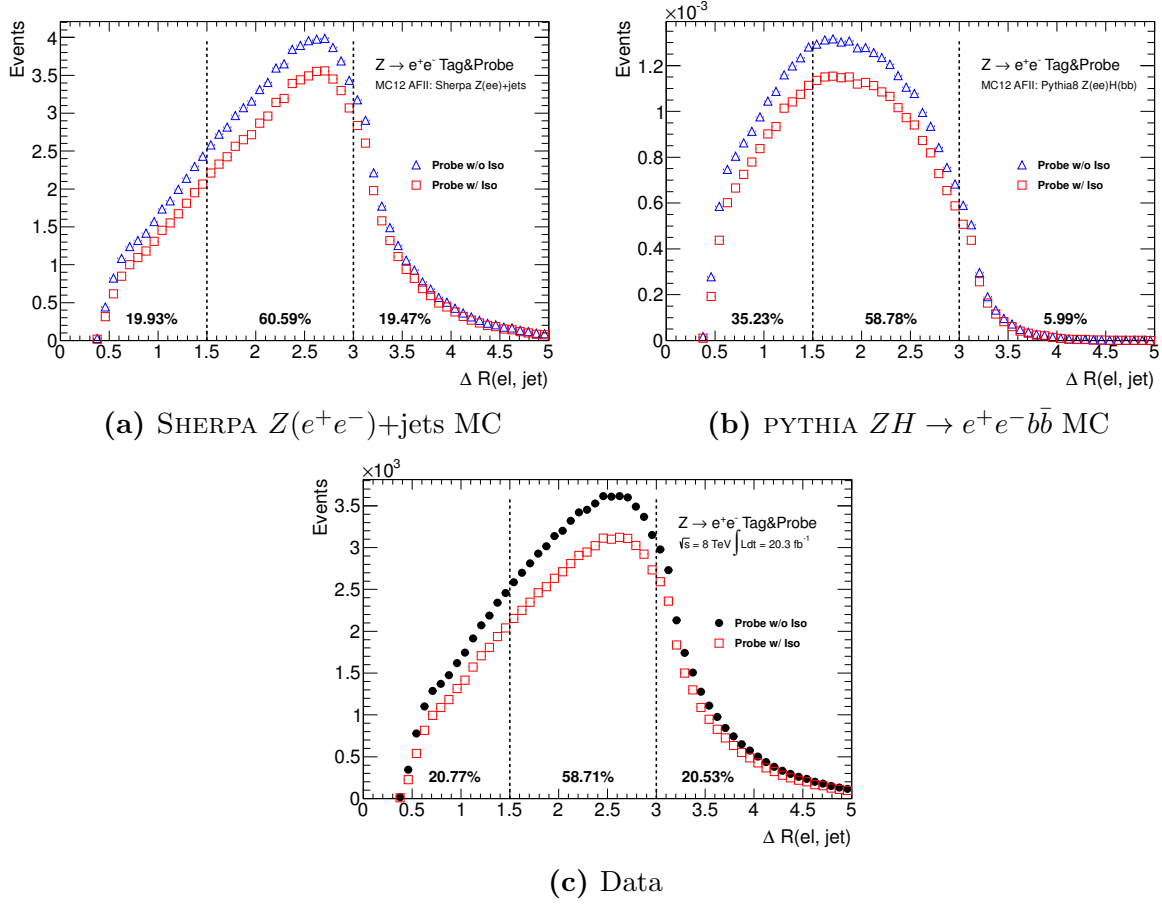 Events
4
3.5
3
2.5
2
1.5
1
0.5
0
Z → e⁺e⁻ Tag&Probe
MC12 AFII: Sherpa Z(ee)+jets
Probe w/o Iso
Probe w/ Iso
19.93% 60.59% 19.47%
0 0.5 1 1.5 2 2.5 3 3.5 4 4.5 5
Δ R(el, jet)
(a) SHERPA Z(e⁺e⁻)+jets MC
×10⁻³
Events
1.2
1
0.8
0.6
0.4
0.2
0
Z → e⁺e⁻ Tag&Probe
MC12 AFII: Pythia8 Z(ee)H(bb)
Probe w/o Iso
Probe w/ Iso
35.23% 58.78% 5.99%
0 0.5 1 1.5 2 2.5 3 3.5 4 4.5 5
Δ R(el, jet)
(b) PYTHIA ZH → e⁺e⁻bb̄ MC
×10³
Events
3.5
3
2.5
2
1.5
1
0.5
0
Z → e⁺e⁻ Tag&Probe
√s = 8 TeV ∫Ldt = 20.3 fb⁻¹
Probe w/o Iso
Probe w/ Iso
20.77% 58.71% 20.53%
0 0.5 1 1.5 2 2.5 3 3.5 4 4.5 5
Δ R(el, jet)
(c) Data